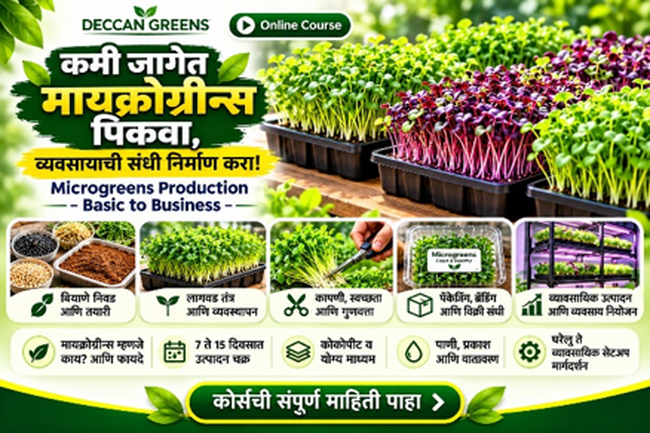 DECCAN GREENS
Online Course
कमी जागेत
मायक्रोग्रीन्स
पिकवा,
व्यवसायाची संधी निर्माण करा!
Microgreens Production
- Basic to Business -
Microgreens
बियाणे निवड
आणि तयारी
लागवड तंत्र
आणि व्यवस्थापन
कापणी, स्वच्छता
आणि गुणवत्ता
पॅकेजिंग, ब्रँडिंग
आणि विक्री संधी
व्यावसायिक उत्पादन
आणि व्यवसाय नियोजन
मायक्रोग्रीन्स म्हणजे
काय? आणि फायदे
7 ते 15 दिवसात
उत्पादन चक्र
कोकोपीट व
योग्य माध्यम
पाणी, प्रकाश
आणि वातावरण
घरेलु ते
व्यावसायिक सेटअप
मार्गदर्शन
कोर्सची संपूर्ण माहिती पाहा